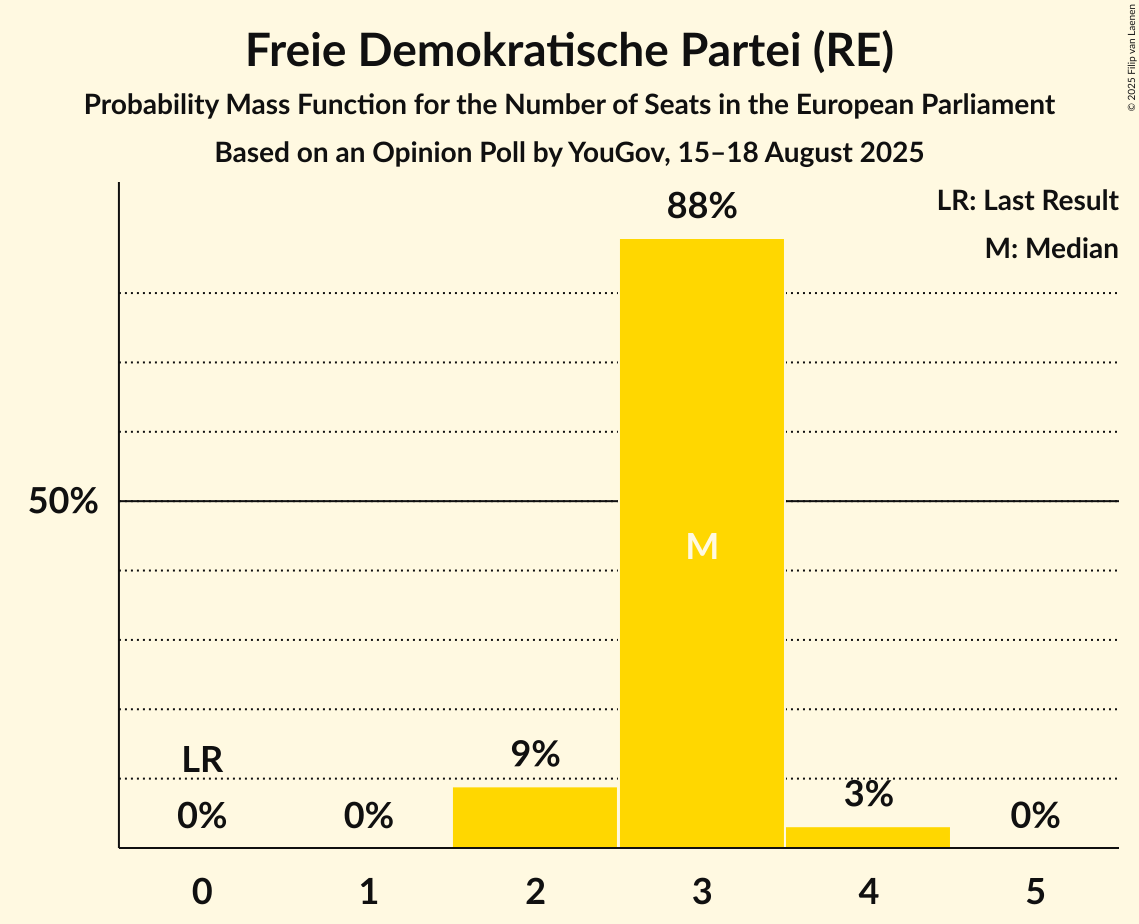 Freie Demokratische Partei (RE)
Probability Mass Function for the Number of Seats in the European Parliament
Based on an Opinion Poll by YouGov, 15–18 August 2025
© 2025 Filip van Laenen
LR: Last Result
M: Median
88%
50%
M
LR
9%
3%
0%
0%
0%
0
1
2
3
4
5